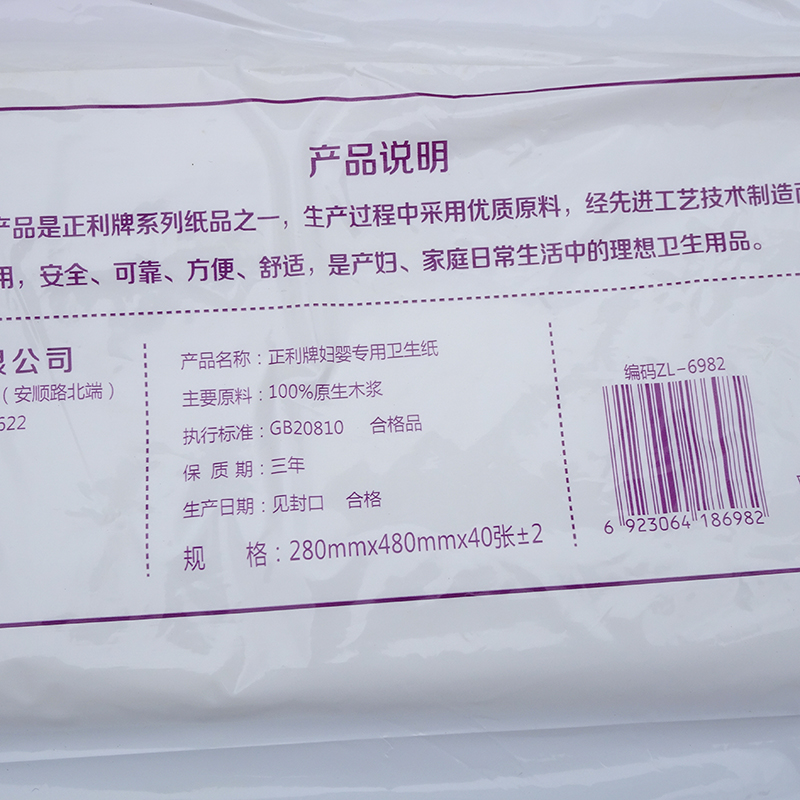 产品说明
产品是正利牌系列纸品之一，生产过程中采用优质原料，经先进工艺技术制造而
用，安全、可靠、方便、舒适，是产妇、家庭日常生活中的理想卫生用品。
限公司
（安顺路北端）
622
产品名称：正利牌妇婴专用卫生纸
主要原料：100%原生木浆
执行标准：GB20810 合格品
保 质 期：三年
生产日期：见封口 合格
规 格：280mmx480mmx40张±2
编码ZL-6982
6 923064 186982